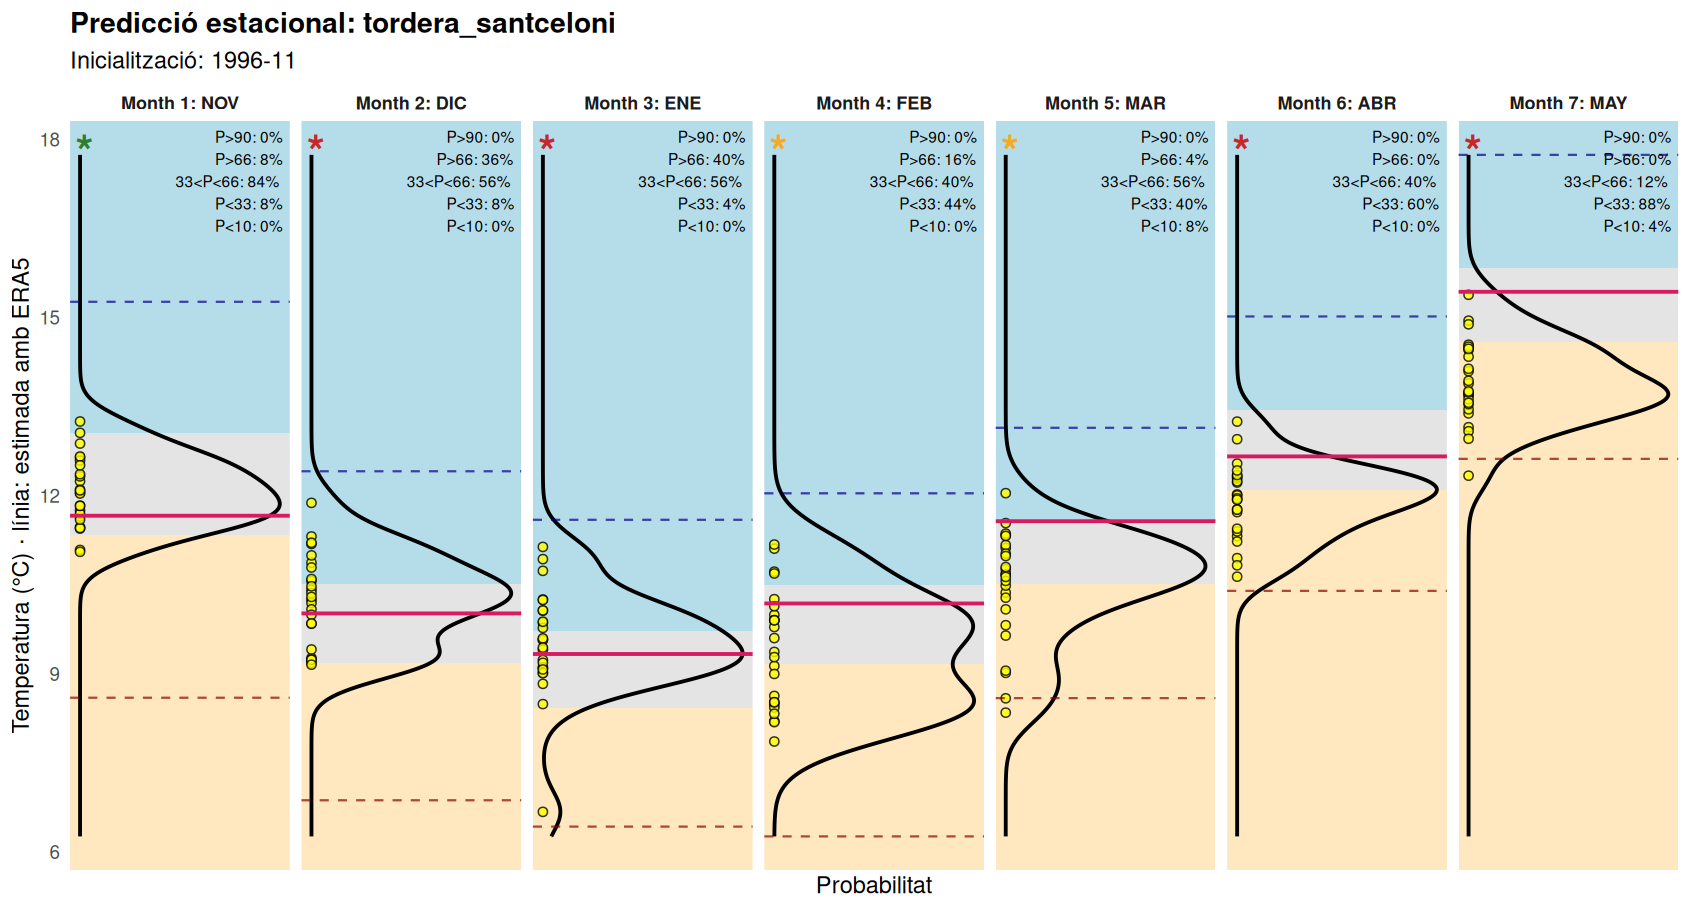 Predicció estacional: tordera_santceloni
Inicialització: 1996-11
Month 1: NOV
Month 2: DIC
Month 3: ENE
Month 4: FEB
Month 5: MAR
Month 6: ABR
Month 7: MAY
*
P>90: 0%
P>66: 8%
33<P<66: 84%
P<33: 8%
P<10: 0%
*
P>90: 0%
P>66: 36%
33<P<66: 56%
P<33: 8%
P<10: 0%
*
P>90: 0%
P>66: 40%
33<P<66: 56%
P<33: 4%
P<10: 0%
*
P>90: 0%
P>66: 16%
33<P<66: 40%
P<33: 44%
P<10: 0%
*
P>90: 0%
P>66: 4%
33<P<66: 56%
P<33: 40%
P<10: 8%
*
P>90: 0%
P>66: 0%
33<P<66: 40%
P<33: 60%
P<10: 0%
*
P>90: 0%
P>66: 0%
33<P<66: 12%
P<33: 88%
P<10: 4%
18
15
12
9
6
Temperatura (°C) · línia: estimada amb ERA5
Probabilitat